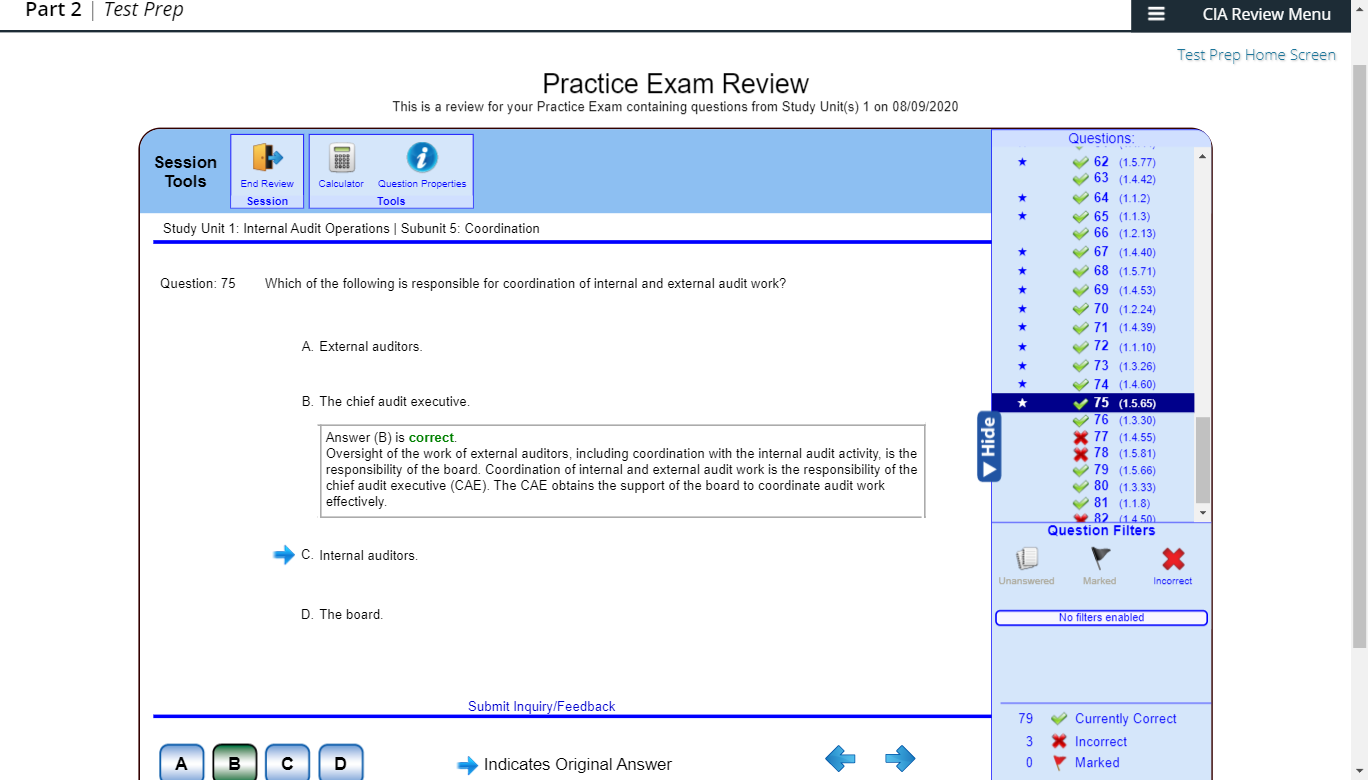 Part 2 | Test Prep
CIA Review Menu
Test Prep Home Screen
Practice Exam Review
This is a review for your Practice Exam containing questions from Study Unit(s) 1 on 08/09/2020
Session
Tools
End Review
Session
Calculator
Question Properties
Tools
Study Unit 1: Internal Audit Operations | Subunit 5: Coordination
Question: 75
Which of the following is responsible for coordination of internal and external audit work?
A. External auditors.
B. The chief audit executive.
Answer (B) is correct.
Oversight of the work of external auditors, including coordination with the internal audit activity, is the
responsibility of the board. Coordination of internal and external audit work is the responsibility of the
chief audit executive (CAE). The CAE obtains the support of the board to coordinate audit work
effectively.
C. Internal auditors.
D. The board.
Submit Inquiry/Feedback
A
B
C
D
Indicates Original Answer
Questions:
62 (1.5.77)
63 (1.4.42)
64 (1.1.2)
65 (1.1.3)
66 (1.2.13)
67 (1.4.40)
68 (1.5.71)
69 (1.4.53)
70 (1.2.24)
71 (1.4.39)
72 (1.1.10)
73 (1.3.26)
74 (1.4.60)
75 (1.5.65)
76 (1.3.30)
77 (1.4.55)
78 (1.5.81)
79 (1.5.66)
80 (1.3.33)
81 (1.1.8)
82 (1.4.50)
Hide
Question Filters
Unanswered
Marked
Incorrect
No filters enabled
79 Currently Correct
3 Incorrect
0 Marked